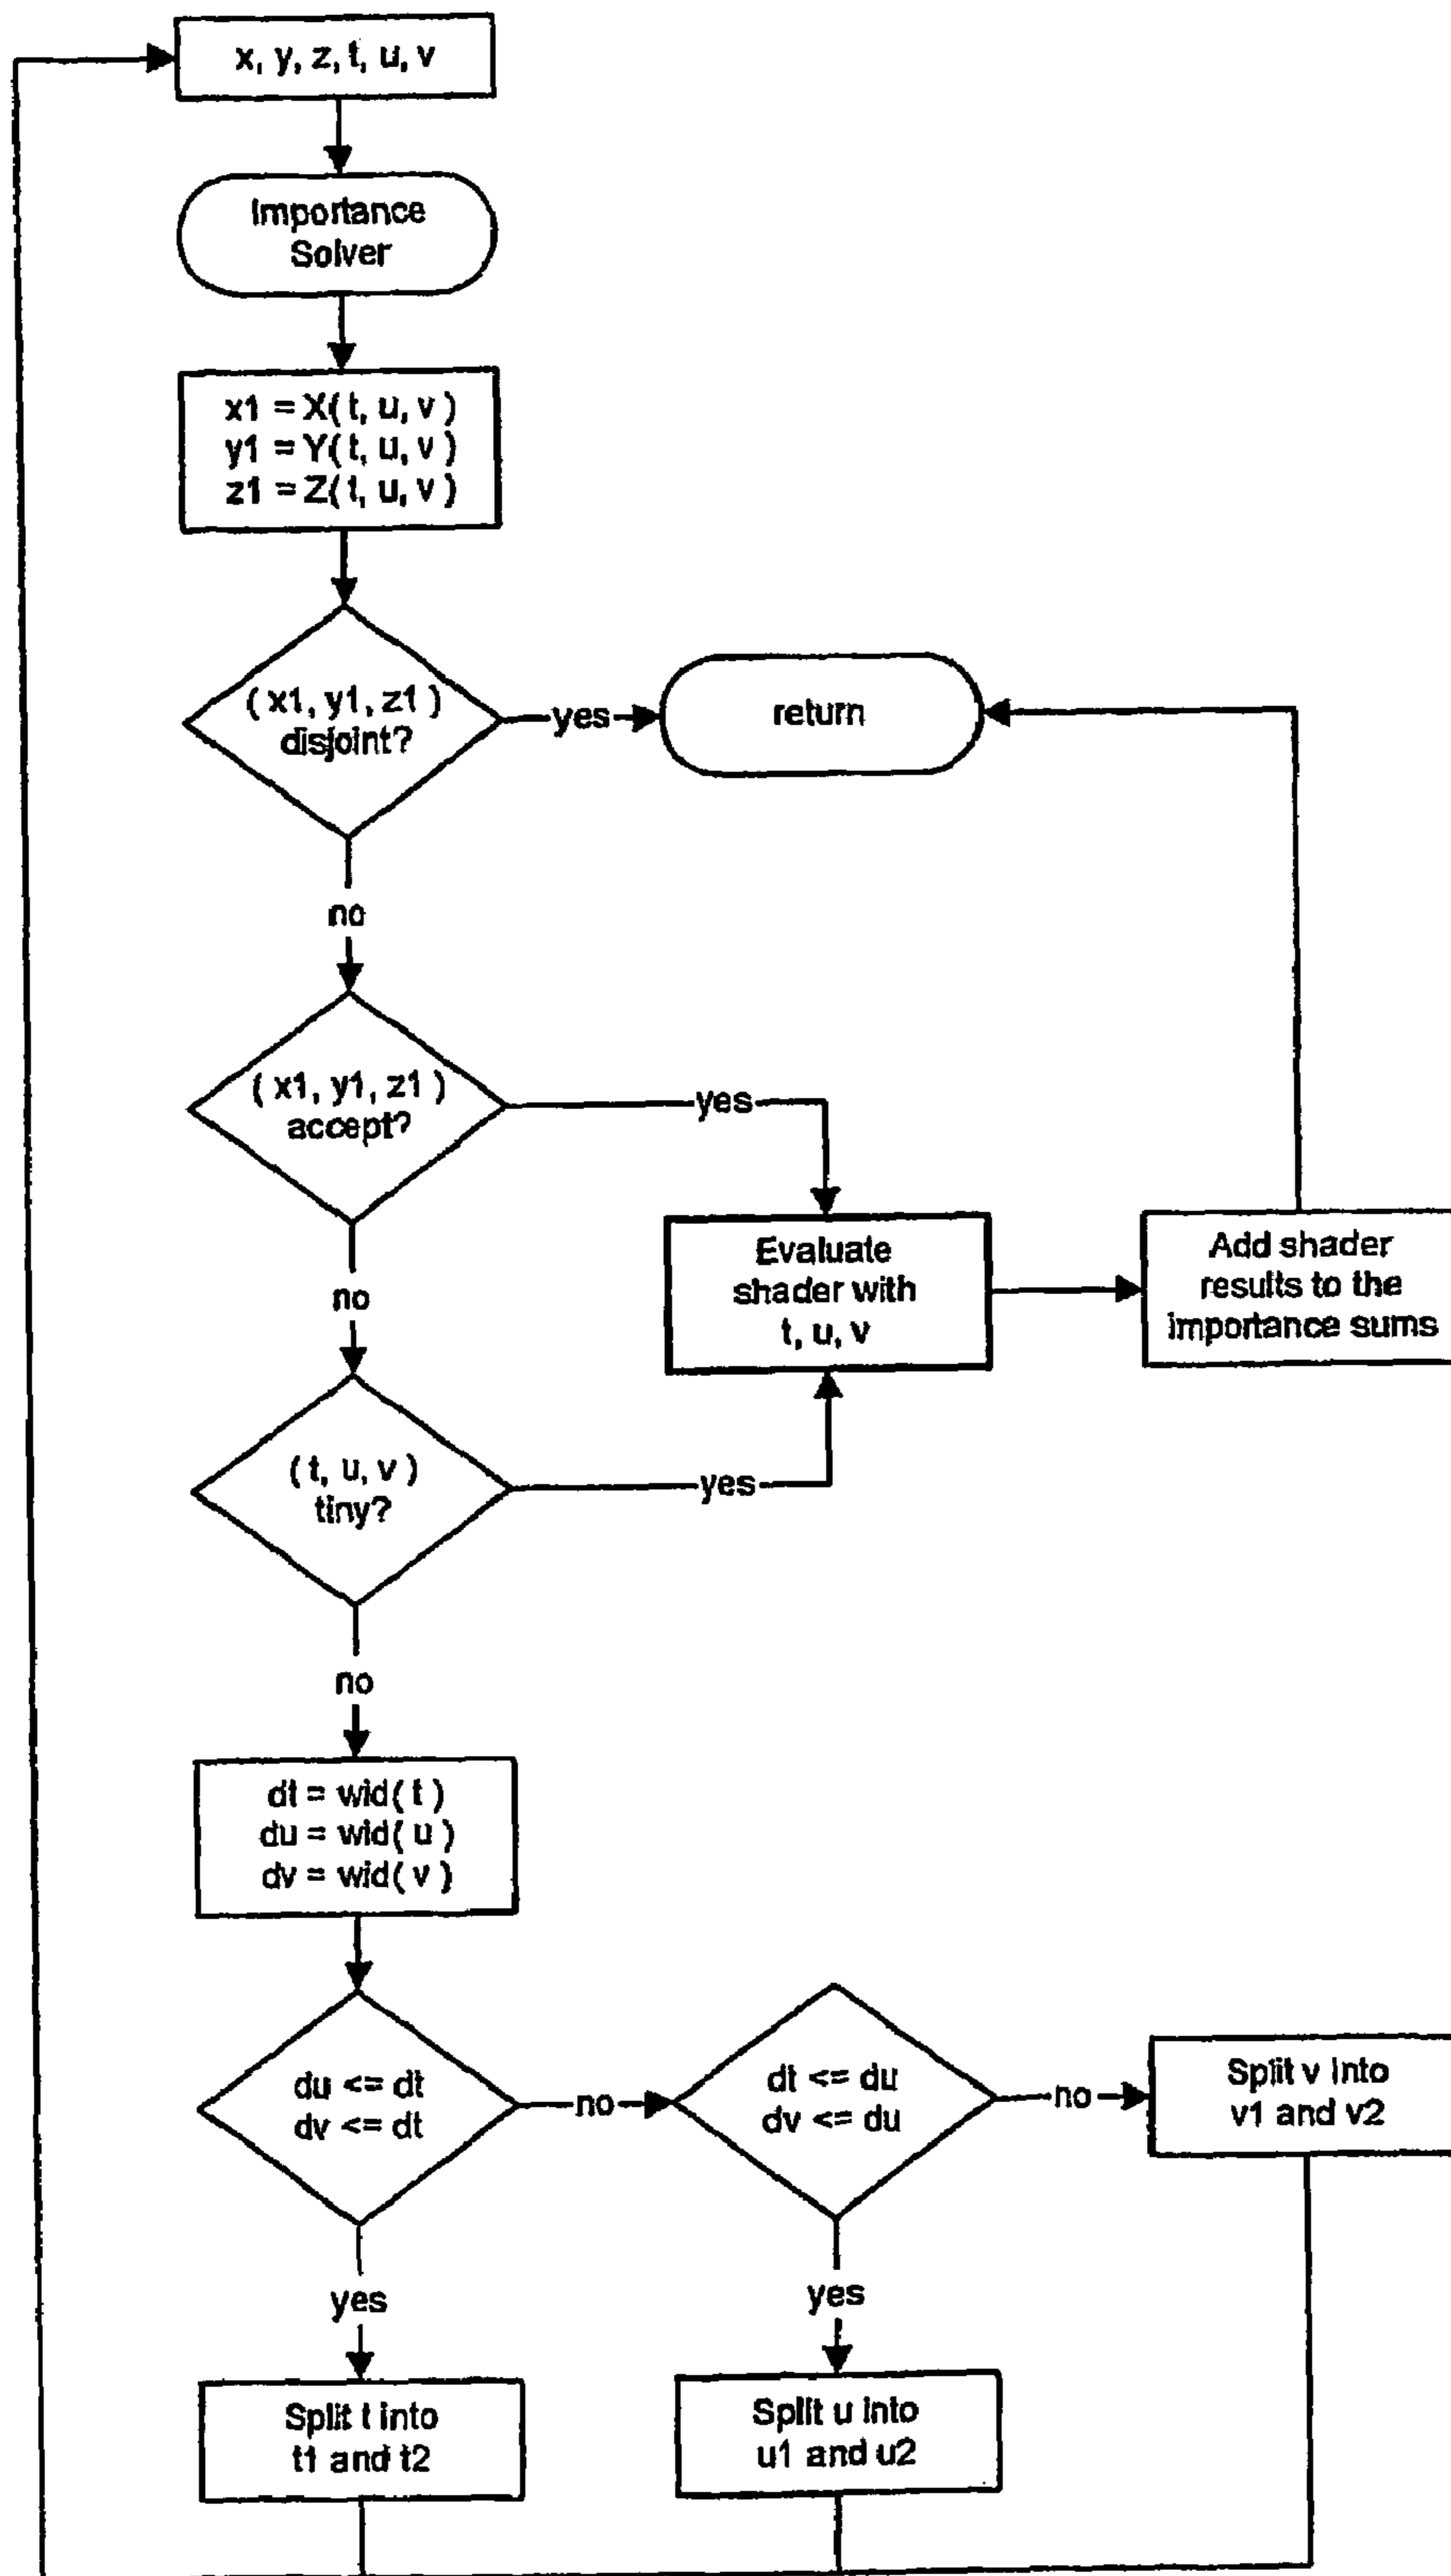 x, y, z, t, u, v
Importance
Solver
x1 = X( t, u, v )
y1 = Y( t, u, v )
z1 = Z( t, u, v )
( x1, y1, z1 )
disjoint?
yes
return
no
( x1, y1, z1 )
accept?
yes
Evaluate
shader with
t, u, v
Add shader
results to the
importance sums
no
( t, u, v )
tiny?
yes
no
dt = wid( t )
du = wid( u )
dv = wid( v )
du <= dt
dv <= dt
no
dt <= du
dv <= du
no
Split v into
v1 and v2
yes
yes
Split t into
t1 and t2
Split u into
u1 and u2